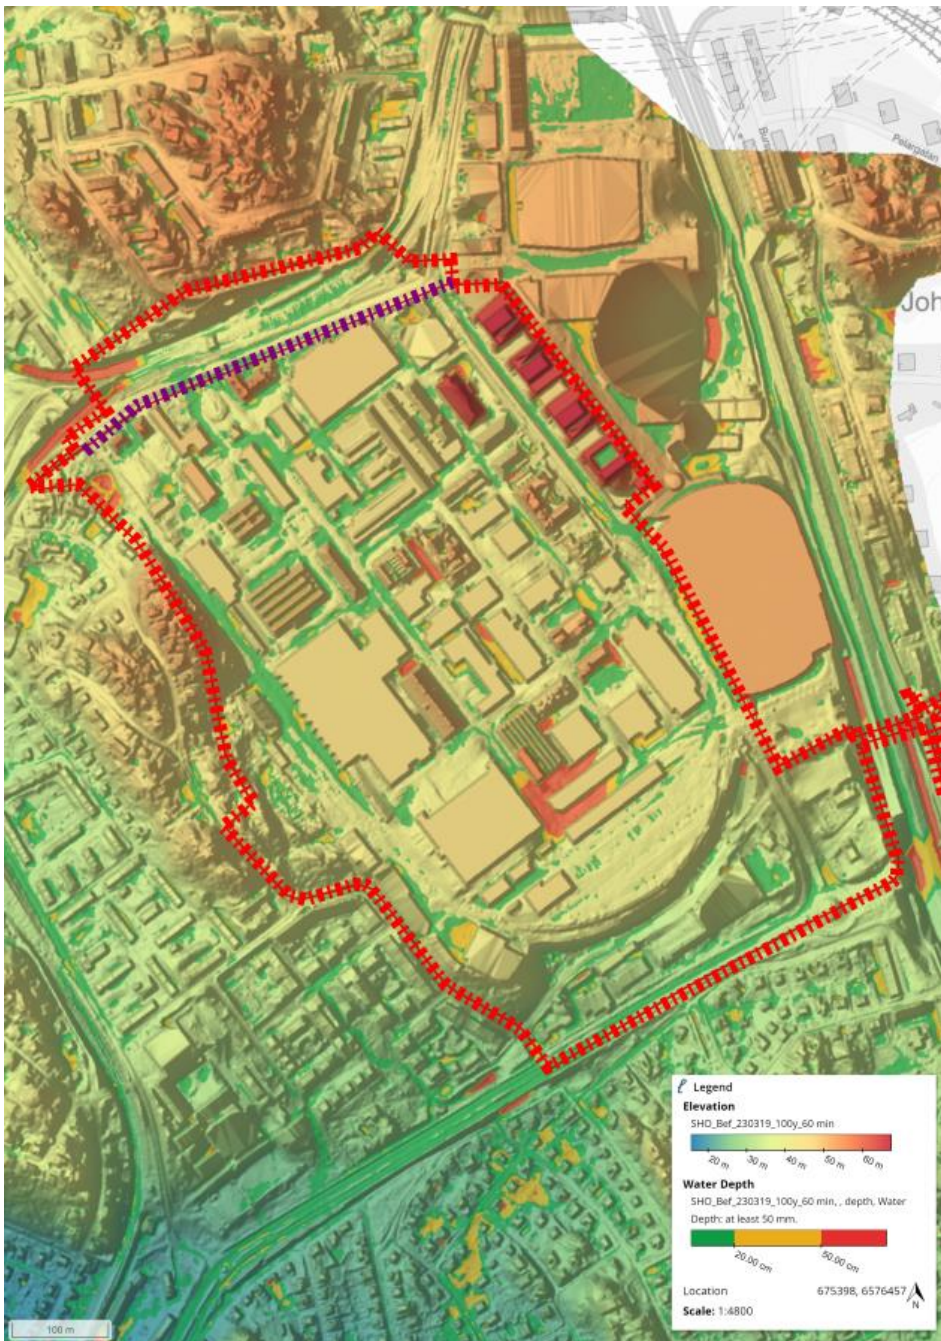 Pelargatan
Joh
Legend
Elevation
SHO_Bef_230319_100y_60 min
20 m 30 m 40 m 50 m 60 m
Water Depth
SHO_Bef_230319_100y_60 min, , depth, Water
Depth: at least 50 mm.
20.00 cm 50.00 cm
Location 675398, 6576457
N
Scale: 1:4800
100 m